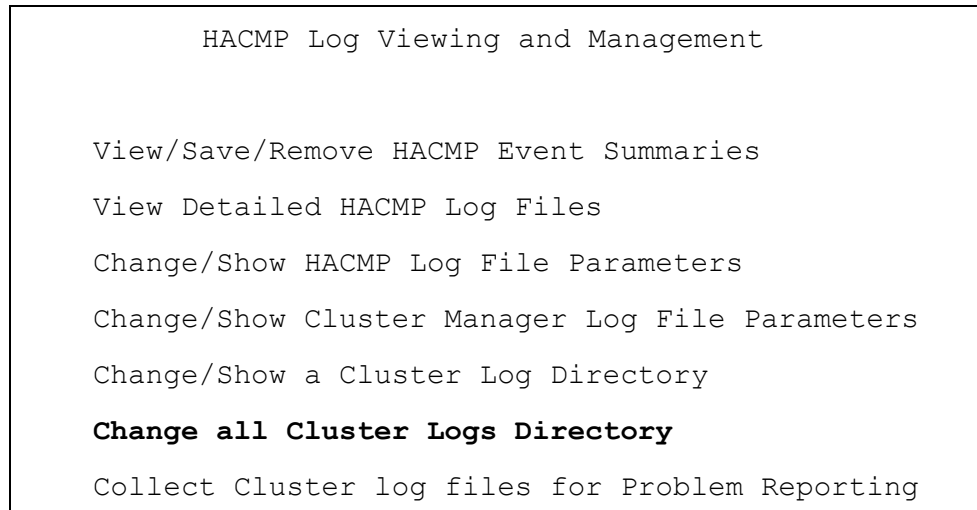 HACMP Log Viewing and Management
View/Save/Remove HACMP Event Summaries
View Detailed HACMP Log Files
Change/Show HACMP Log File Parameters
Change/Show Cluster Manager Log File Parameters
Change/Show a Cluster Log Directory
Change all Cluster Logs Directory
Collect Cluster log files for Problem Reporting